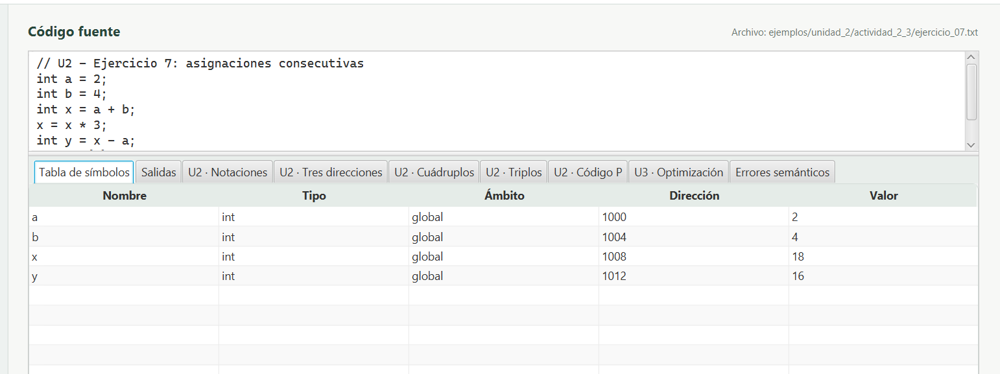 Código fuente
Archivo: ejemplos/unidad_2/actividad_2_3/ejercicio_07.txt
// U2 - Ejercicio 7: asignaciones consecutivas
int a = 2;
int b = 4;
int x = a + b;
x = x * 3;
int y = x - a;
Tabla de símbolos Salidas U2 · Notaciones U2 · Tres direcciones U2 · Cuádruplos U2 · Triplos U2 · Código P U3 · Optimización Errores semánticos
Nombre Tipo Ámbito Dirección Valor
a int global 1000 2
b int global 1004 4
x int global 1008 18
y int global 1012 16